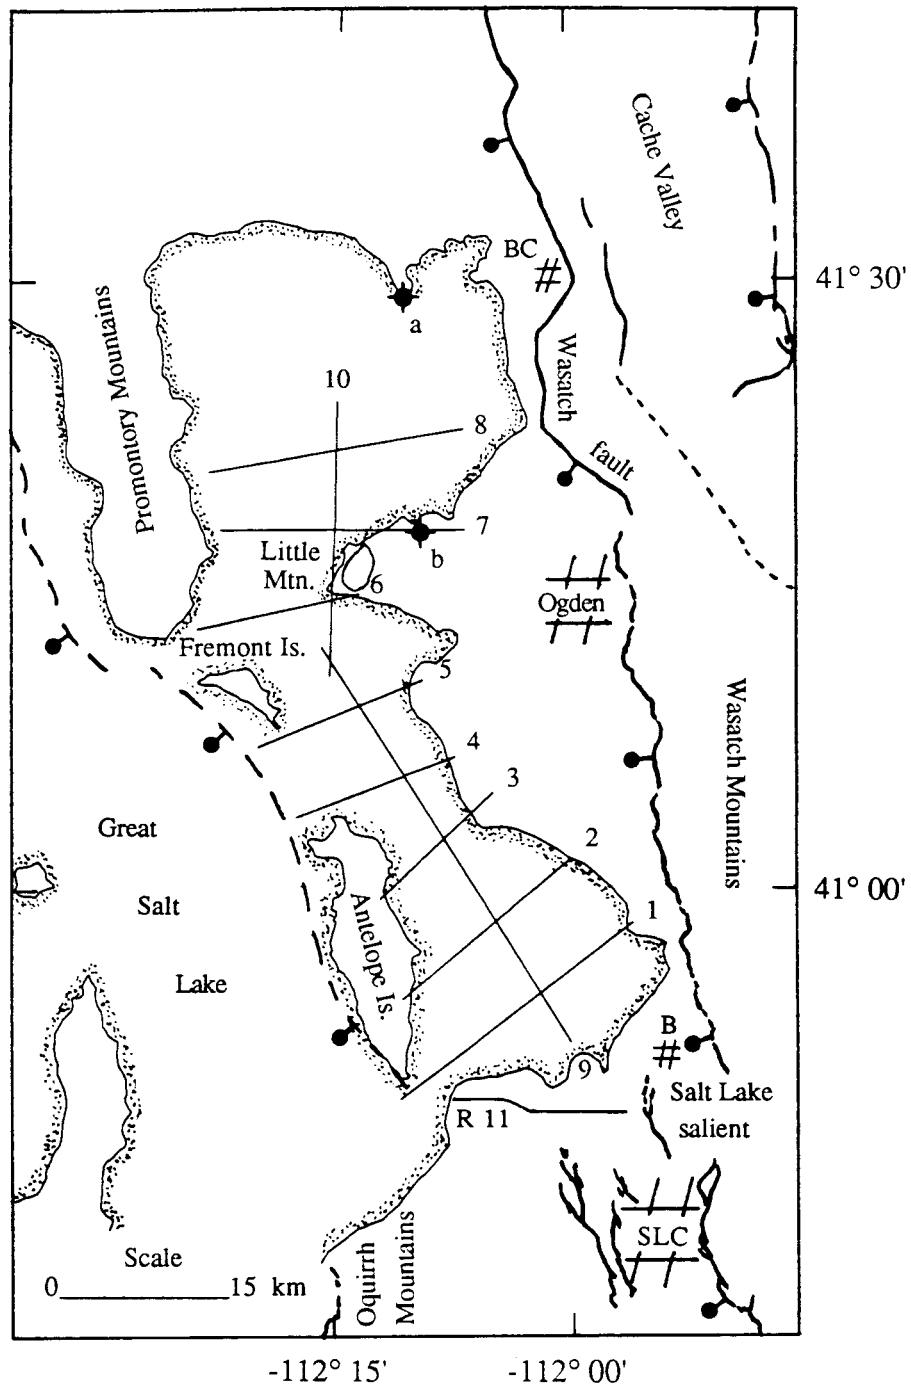 Cache Valley
BC
41° 30'
a
Promontory Mountains
10
Wasatch
8
fault
7
b
Little
Mtn.
6
Ogden
Fremont Is.
5
Wasatch Mountains
4
3
Great
2
41° 00'
Antelope Is.
Salt
1
Lake
B
9
Salt Lake
salient
R 11
SLC
Oquirrh
Mountains
Scale
0 15 km
-112° 15' -112° 00'